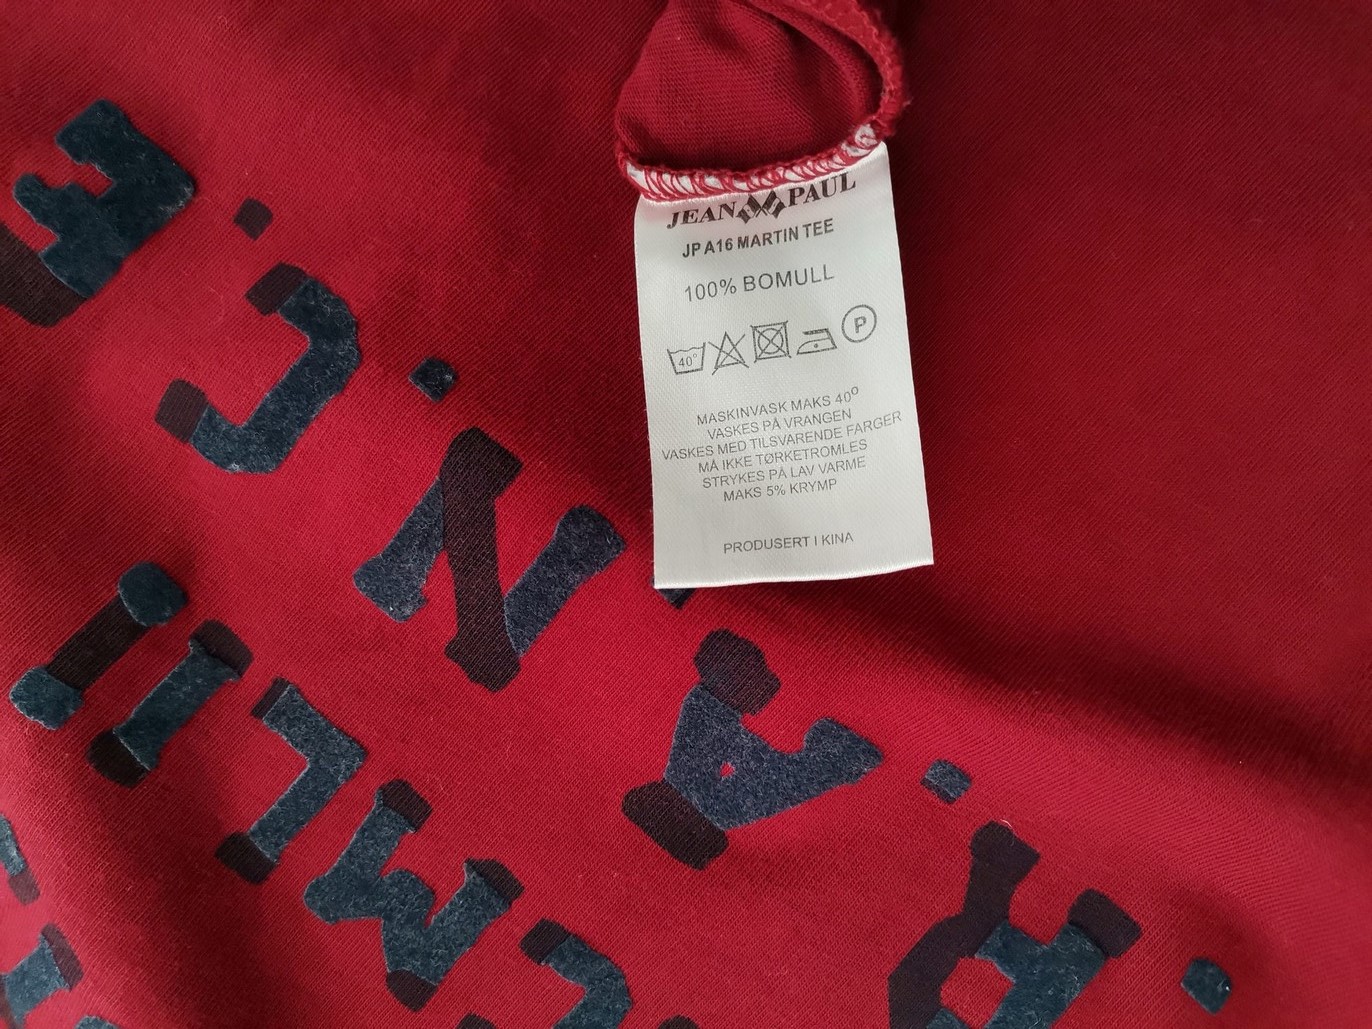 JEAN PAUL
JP A16 MARTIN TEE
100% BOMULL
40° P
MASKINVASK MAKS 40°
VASKES PÅ VRANGEN
VASKES MED TILSVARENDE FARGER
MÅ IKKE TØRKETROMLES
STRYKES PÅ LAV VARME
MAKS 5% KRYMP
PRODUSERT I KINA
R.A.N.C.E